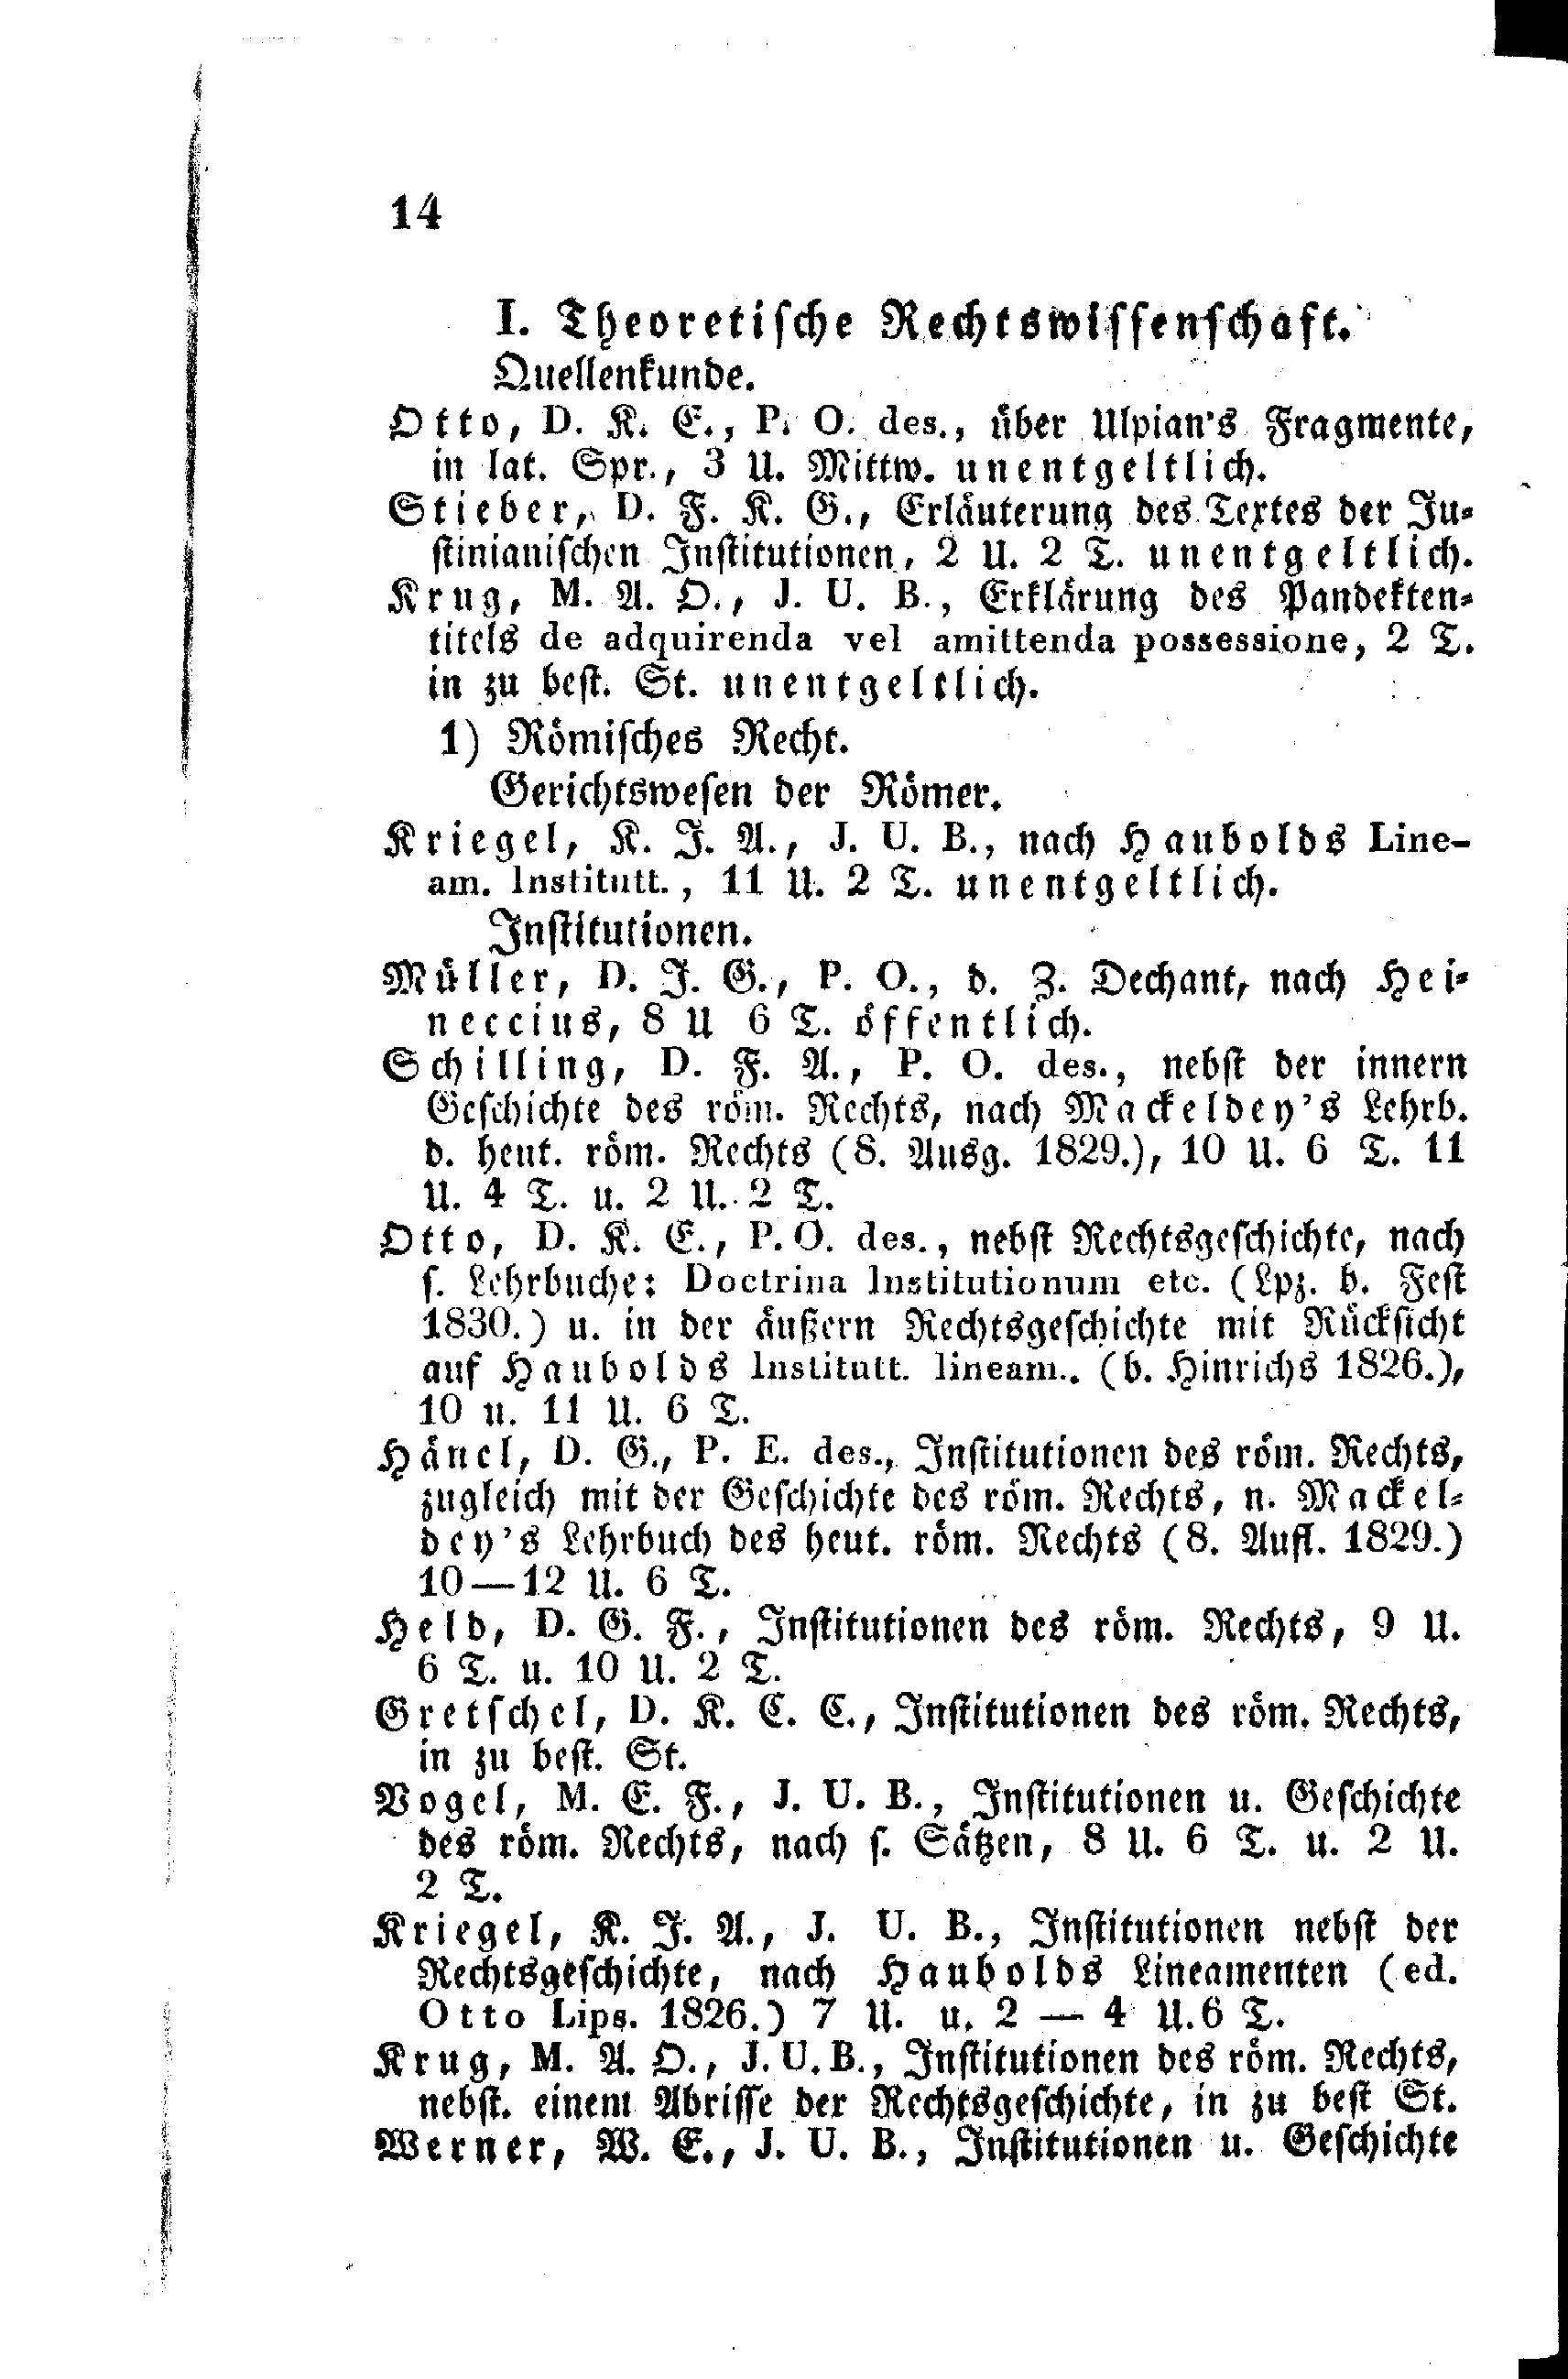 14
I. Theoretische Rechtswissenschaft.
Quellenkunde.
Otto, D. K. E., P. O. des., über Ulpian's Fragmente,
in lat. Spr., 3 U. Mittw. unentgeltlich.
Stieber, D. F. K. G., Erläuterung des Textes der Ju-
stinianischen Institutionen, 2 U. 2 T. unentgeltlich.
Krug, M. A. O., J. U. B., Erklärung des Pandekten-
titels de adquirenda vel amittenda possessione, 2 T.
in zu best. St. unentgeltlich.
1) Römisches Recht.
Gerichtswesen der Römer.
Kriegel, K. J. A., J. U. B., nach Haubolds Line-
am. Institutt., 11 U. 2 T. unentgeltlich.
Institutionen.
Müller, D. J. G., P. O., d. Z. Dechant, nach Hei-
neccius, 8 U 6 T. öffentlich.
Schilling, D. F. A., P. O. des., nebst der innern
Geschichte des röm. Rechts, nach Mackeldey's Lehrb.
d. heut. röm. Rechts (8. Ausg. 1829.), 10 U. 6 T. 11
U. 4 T. u. 2 U. 2 T.
Otto, D. K. E., P. O. des., nebst Rechtsgeschichte, nach
s. Lehrbuche: Doctrina Institutionum etc. (Lpz. b. Fest
1830.) u. in der äußern Rechtsgeschichte mit Rücksicht
auf Haubolds Institutt. lineam.. (b. Hinrichs 1826.),
10 u. 11 U. 6 T.
Hänel, D. G., P. E. des., Institutionen des röm. Rechts,
zugleich mit der Geschichte des röm. Rechts, n. Mackel-
dey's Lehrbuch des heut. röm. Rechts (8. Aufl. 1829.)
10—12 U. 6 T.
Held, D. G. F., Institutionen des röm. Rechts, 9 U.
6 T. u. 10 U. 2 T.
Gretschel, D. K. C. C., Institutionen des röm. Rechts,
in zu best. St.
Vogel, M. E. F., J. U. B., Institutionen u. Geschichte
des röm. Rechts, nach s. Sätzen, 8 U. 6 T. u. 2 U.
2 T.
Kriegel, K. J. A., J. U. B., Institutionen nebst der
Rechtsgeschichte, nach Haubolds Lineamenten (ed.
Otto Lips. 1826.) 7 U. u. 2 — 4 U. 6 T.
Krug, M. A. O., J. U. B., Institutionen des röm. Rechts,
nebst. einem Abrisse der Rechtsgeschichte, in zu best St.
Werner, W. E., J. U. B., Institutionen u. Geschichte